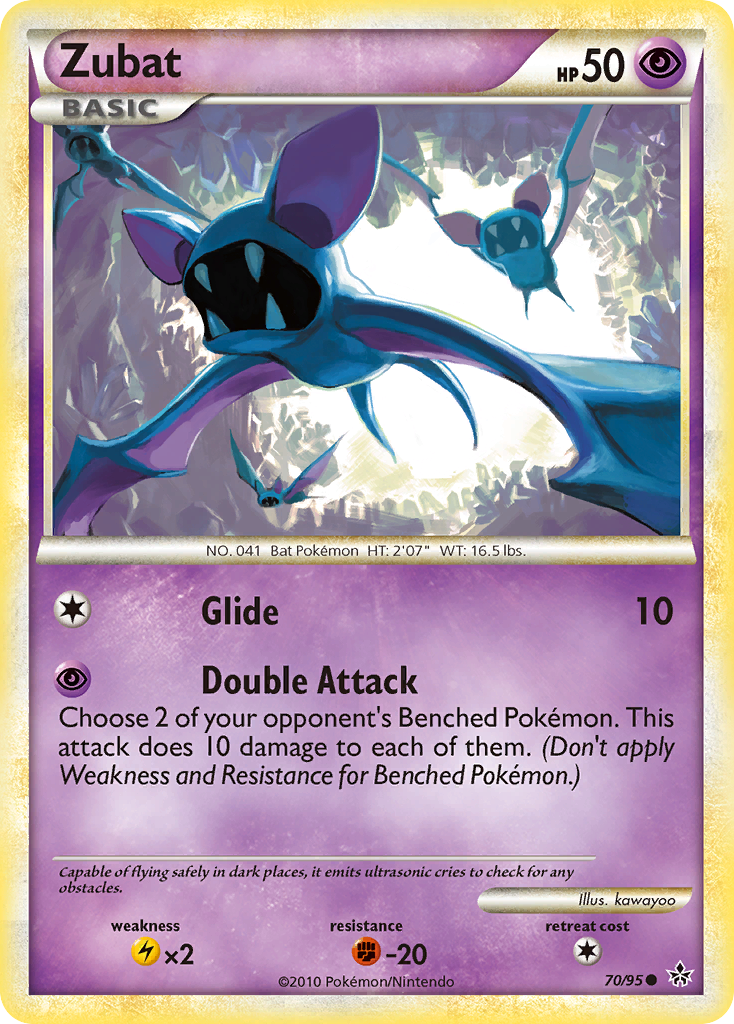 Zubat
HP 50
BASIC
NO. 041 Bat Pokémon HT: 2'07" WT: 16.5 lbs.
Glide 10
Double Attack
Choose 2 of your opponent's Benched Pokémon. This
attack does 10 damage to each of them. (Don't apply
Weakness and Resistance for Benched Pokémon.)
Capable of flying safely in dark places, it emits ultrasonic cries to check for any
obstacles.
Illus. kawayoo
weakness resistance retreat cost
×2 -20
©2010 Pokémon/Nintendo 70/95